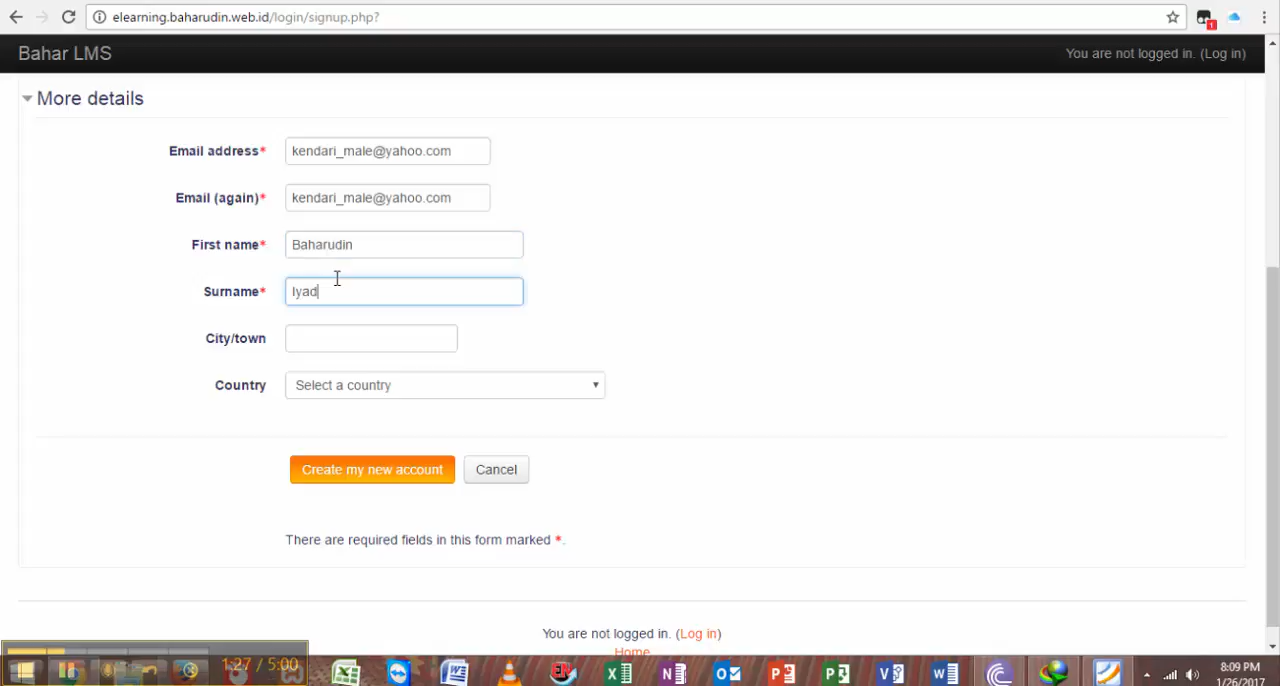 elearning.baharudin.web.id/login/signup.php?
1
Bahar LMS
You are not logged in. (Log in)
More details
Email address* kendari_male@yahoo.com
Email (again)* kendari_male@yahoo.com
First name* Baharudin
Surname* Iyad
City/town
Country Select a country
Create my new account Cancel
There are required fields in this form marked *.
You are not logged in. (Log in)
Home
1:27 / 5:00
8:09 PM
1/26/2017